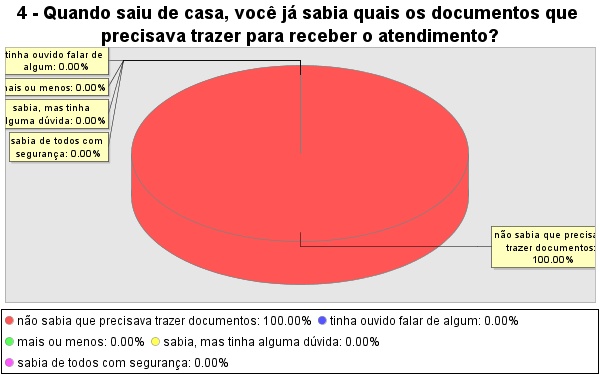 4 - Quando saiu de casa, você já sabia quais os documentos que
precisava trazer para receber o atendimento?
tinha ouvido falar de
algum: 0.00%
mais ou menos: 0.00%
sabia, mas tinha
alguma dúvida: 0.00%
sabia de todos com
segurança: 0.00%
não sabia que precisa
trazer documentos:
100.00%
não sabia que precisava trazer documentos: 100.00% tinha ouvido falar de algum: 0.00%
mais ou menos: 0.00% sabia, mas tinha alguma dúvida: 0.00%
sabia de todos com segurança: 0.00%